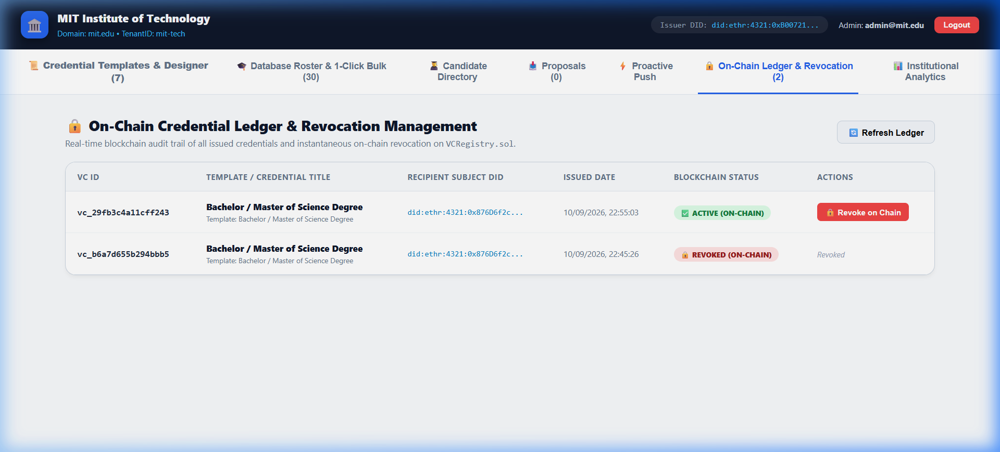 MIT Institute of Technology
Domain: mit.edu • TenantID: mit-tech
Issuer DID: did:ethr:4321:0xB00721...
Admin: admin@mit.edu
Logout
Credential Templates & Designer
(7)
Database Roster & 1-Click Bulk
(30)
Candidate
Directory
Proposals
(0)
Proactive
Push
On-Chain Ledger & Revocation
(2)
Institutional
Analytics
On-Chain Credential Ledger & Revocation Management
Real-time blockchain audit trail of all issued credentials and instantaneous on-chain revocation on VCRegistry.sol.
Refresh Ledger
VC ID TEMPLATE / CREDENTIAL TITLE RECIPIENT SUBJECT DID ISSUED DATE BLOCKCHAIN STATUS ACTIONS
vc_29fb3c4a11cff243
Bachelor / Master of Science Degree
Template: Bachelor / Master of Science Degree
did:ethr:4321:0x876D6f2c...
10/09/2026, 22:55:03
ACTIVE (ON-CHAIN)
Revoke on Chain
vc_b6a7d655b294bbb5
Bachelor / Master of Science Degree
Template: Bachelor / Master of Science Degree
did:ethr:4321:0x876D6f2c...
10/09/2026, 22:45:26
REVOKED (ON-CHAIN)
Revoked